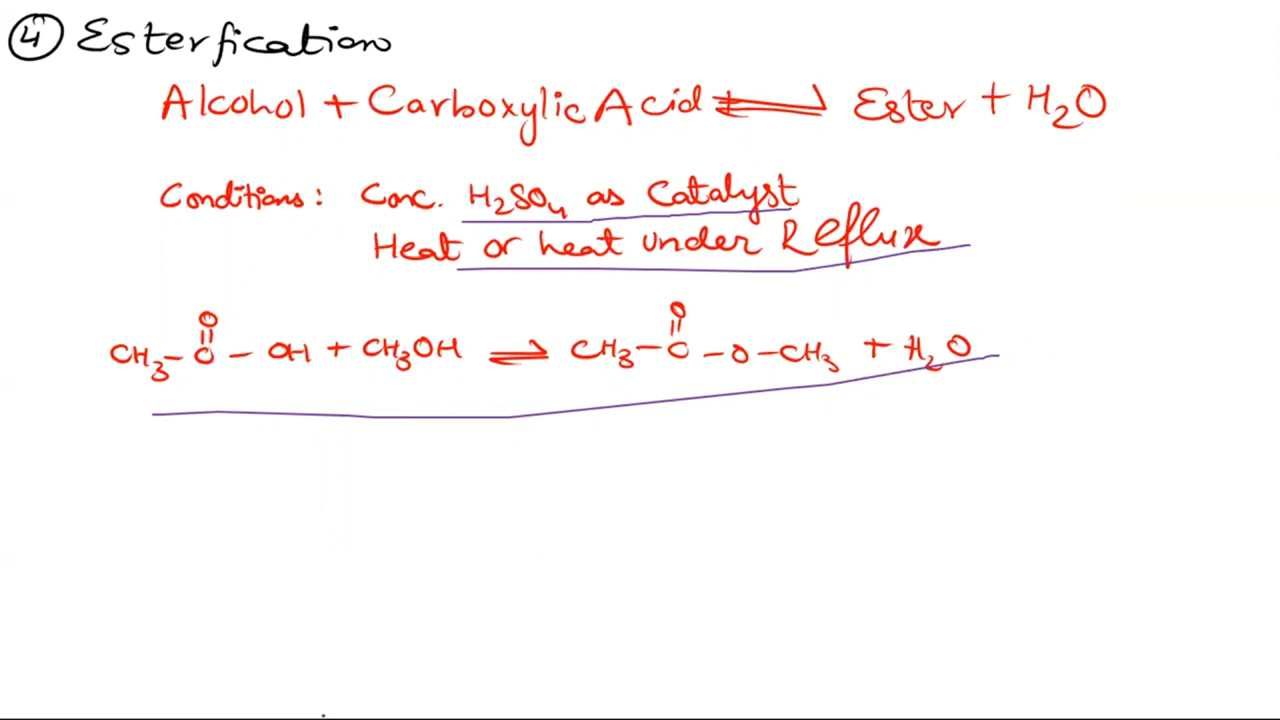 ④ Esterfication
Alcohol + Carboxylic Acid ⇌ Ester + H₂O
Conditions: Conc. H₂SO₄ as Catalyst
Heat or heat under Reflux
O O
CH₃ – C – OH + CH₃OH ⇌ CH₃ – C – O – CH₃ + H₂O